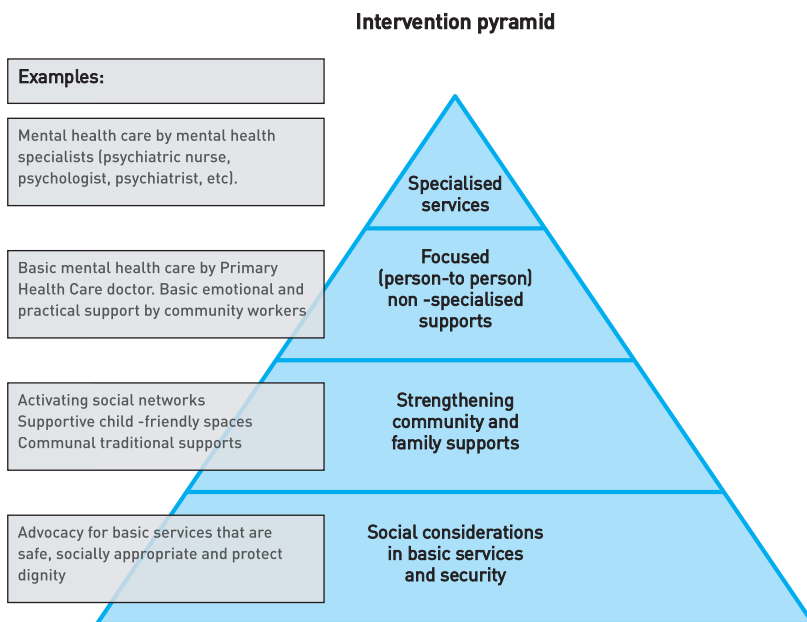 Intervention pyramid
Examples:
Mental health care by mental health
specialists (psychiatric nurse,
psychologist, psychiatrist, etc).
Specialised
services
Basic mental health care by Primary
Health Care doctor. Basic emotional and
practical support by community workers
Focused
(person-to person)
non -specialised
supports
Activating social networks
Supportive child -friendly spaces
Communal traditional supports
Strengthening
community and
family supports
Advocacy for basic services that are
safe, socially appropriate and protect
dignity
Social considerations
in basic services
and security